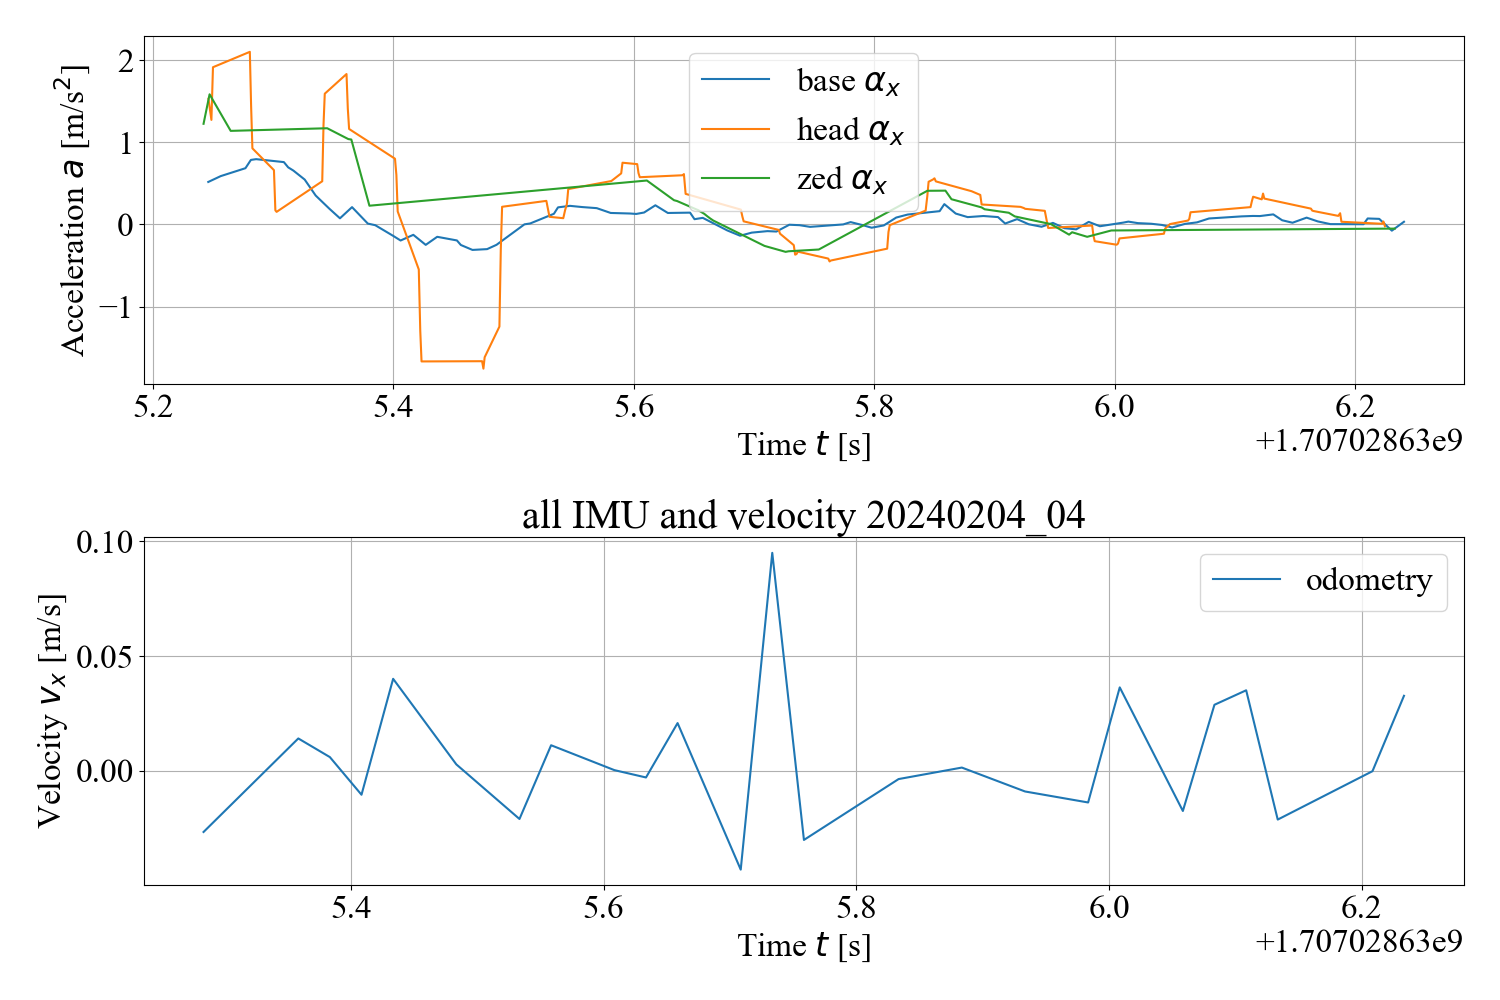 2
1
0
−1
Acceleration a [m/s²]
base αx
head αx
zed αx
5.2 5.4 5.6 5.8 6.0 6.2
Time t [s]
+1.70702863e9
all IMU and velocity 20240204_04
0.10
0.05
0.00
Velocity vx [m/s]
odometry
5.4 5.6 5.8 6.0 6.2
Time t [s]
+1.70702863e9